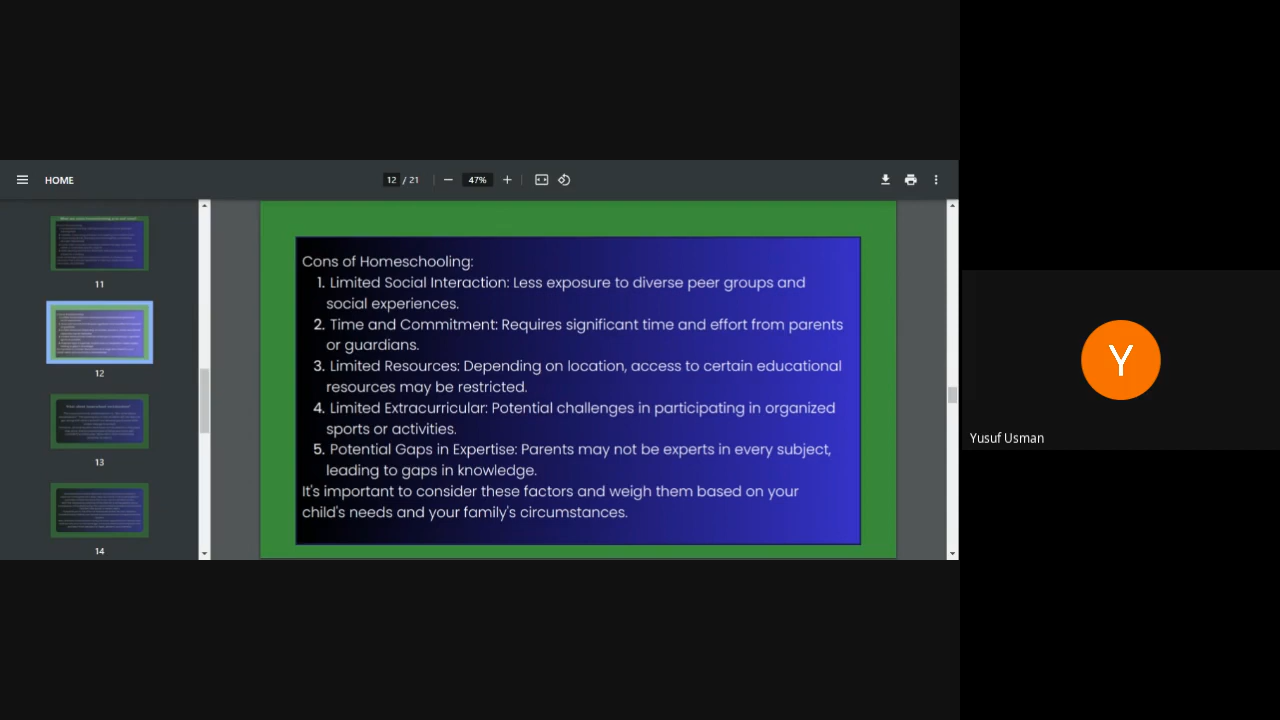 HOME
12 / 21
47%
11
12
13
14
Cons of Homeschooling:
1. Limited Social Interaction: Less exposure to diverse peer groups and
social experiences.
2. Time and Commitment: Requires significant time and effort from parents
or guardians.
3. Limited Resources: Depending on location, access to certain educational
resources may be restricted.
4. Limited Extracurricular: Potential challenges in participating in organized
sports or activities.
5. Potential Gaps in Expertise: Parents may not be experts in every subject,
leading to gaps in knowledge.
It's important to consider these factors and weigh them based on your
child's needs and your family's circumstances.
Y
Yusuf Usman